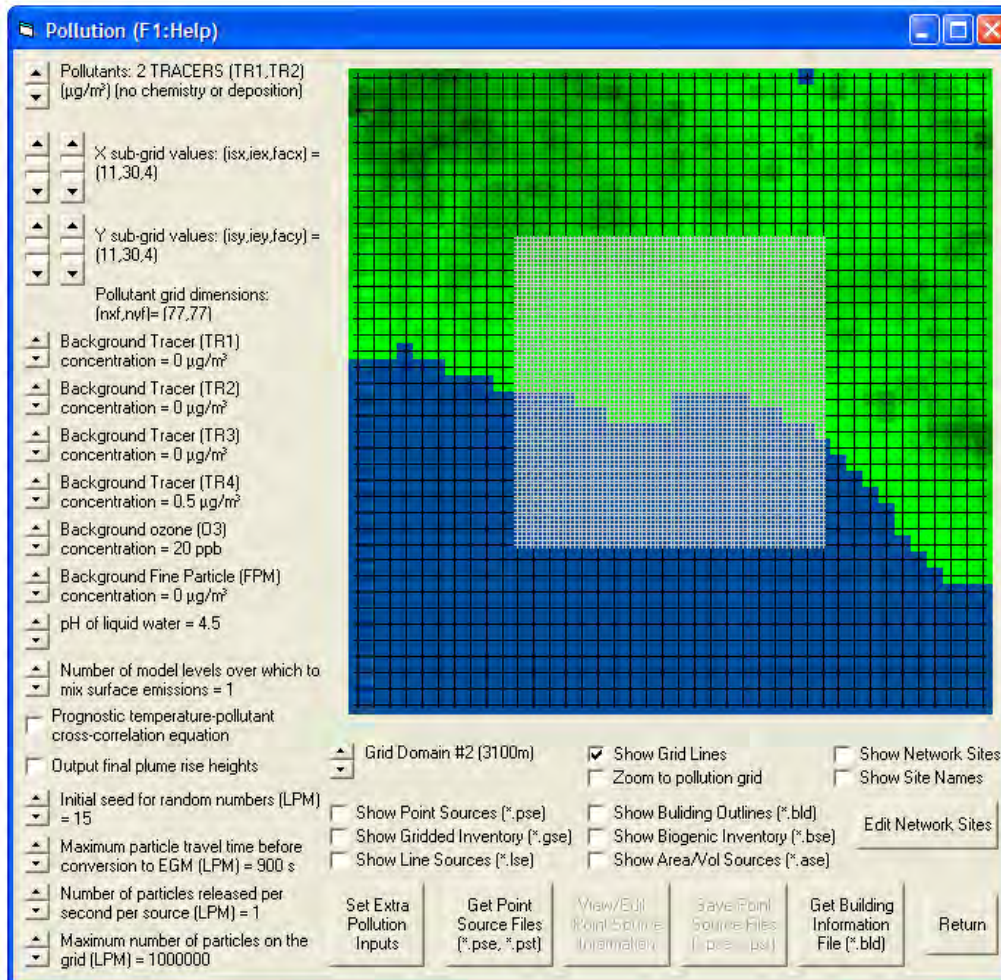 Pollution (F1:Help)
Pollutants: 2 TRACERS (TR1,TR2)
(µg/m³) (no chemistry or deposition)
X sub-grid values: (isx,iex,facx) =
(11,30,4)
Y sub-grid values: (isy,iey,facy) =
(11,30,4)
Pollutant grid dimensions:
(nxf,nyf)= (77,77)
Background Tracer (TR1)
concentration = 0 µg/m³
Background Tracer (TR2)
concentration = 0 µg/m³
Background Tracer (TR3)
concentration = 0 µg/m³
Background Tracer (TR4)
concentration = 0.5 µg/m³
Background ozone (O3)
concentration = 20 ppb
Background Fine Particle (FPM)
concentration = 0 µg/m³
pH of liquid water = 4.5
Number of model levels over which to
mix surface emissions = 1
Prognostic temperature-pollutant
cross-correlation equation
Output final plume rise heights
Initial seed for random numbers (LPM)
= 15
Maximum particle travel time before
conversion to EGM (LPM) = 900 s
Number of particles released per
second per source (LPM) = 1
Maximum number of particles on the
grid (LPM) = 1000000
Grid Domain #2 (3100m)
Show Grid Lines
Zoom to pollution grid
Show Network Sites
Show Site Names
Show Point Sources (*.pse)
Show Gridded Inventory (*.gse)
Show Line Sources (*.lse)
Show Buliding Outlines (*.bld)
Show Biogenic Inventory (*.bse)
Show Area/Vol Sources (*.ase)
Edit Network Sites
Set Extra
Pollution
Inputs
Get Point
Source Files
(*.pse, *.pst)
View/Edit
Point Source
Information
Save Point
Source Files
(*.pse, *.pst)
Get Building
Information
File (*.bld)
Return